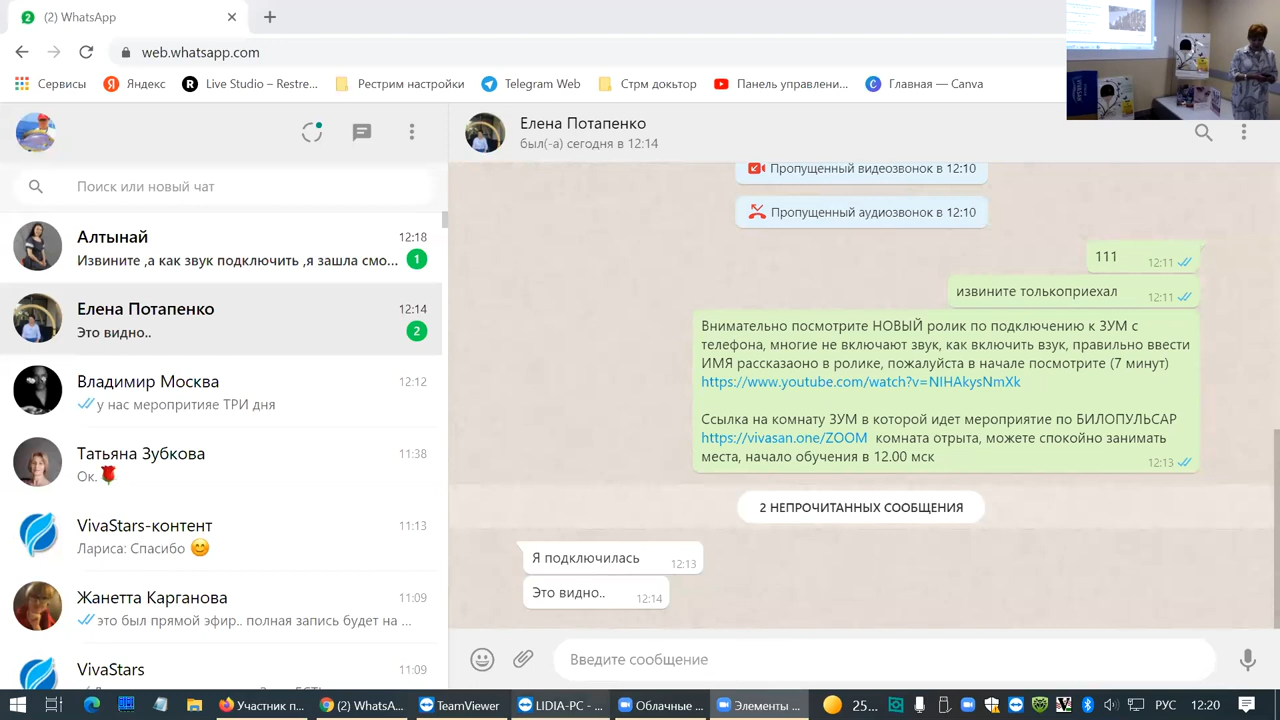 (2) WhatsApp
web.whatsapp.com
Сервисы
Яндекс
Live Studio – Restre...
Рестрим настройки
Telegram Web
Стрм докьтор
Панель управлени...
Главная — Canva
Елена Потапенко
был(-а) сегодня в 12:14
Поиск или новый чат
Алтынай
12:18
Извините ,а как звук подключить ,я зашла смо...
1
Елена Потапенко
12:14
Это видно..
2
Владимир Москва
12:12
у нас меропритяе ТРИ дня
Татьяна Зубкова
11:38
Ок.
VivaStars-контент
11:13
Лариса: Спасибо
Жанетта Карганова
11:09
это был прямой эфир.. полная запись будет на ...
VivaStars
11:09
Пропущенный видеозвонок в 12:10
Пропущенный аудиозвонок в 12:10
111
12:11
извините толькоприехал
12:11
Внимательно посмотрите НОВЫЙ ролик по подключению к ЗУМ с
телефона, многие не включают звук, как включить взук, правильно ввести
ИМЯ рассказаоно в ролике, пожалуйста в начале посмотрите (7 минут)
https://www.youtube.com/watch?v=NIHAkysNmXk
Ссылка на комнату ЗУМ в которой идет мероприятие по БИЛОПУЛЬСАР
https://vivasan.one/ZOOM комната отрыта, можете спокойно занимать
места, начало обучения в 12.00 мск
12:13
2 НЕПРОЧИТАННЫХ СООБЩЕНИЯ
Я подключилась
12:13
Это видно..
12:14
Введите сообщение
Участник п...
(2) WhatsA...
TeamViewer
LEGA-PC - ...
Облачные ...
Элементы ...
25...
РУС
12:20